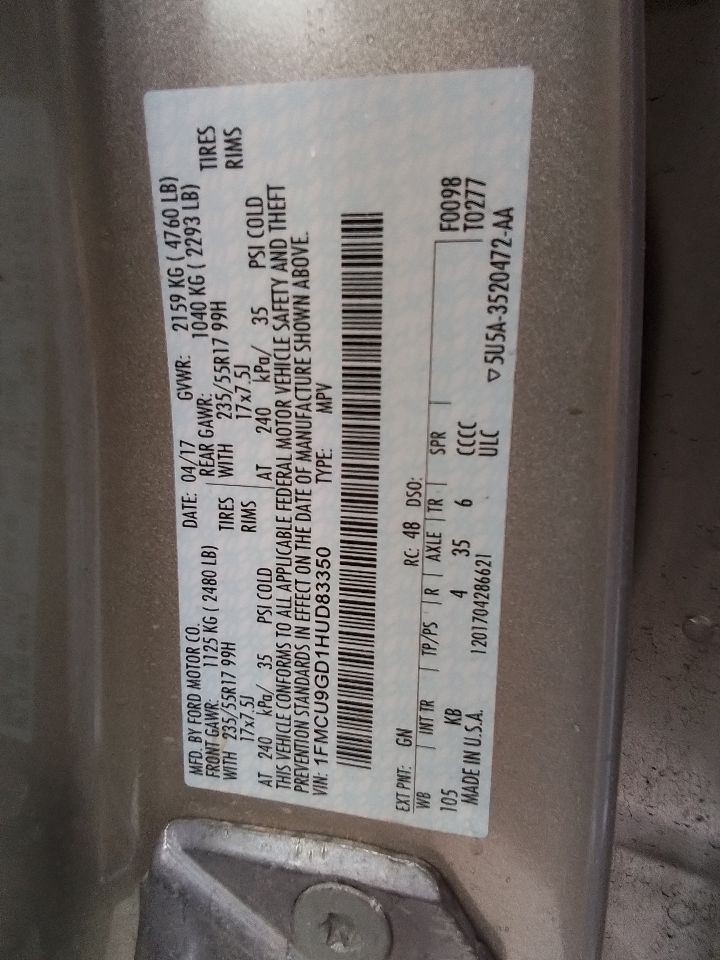 MFD. BY FORD MOTOR CO.
DATE: 04/17 GVWR: 2159 KG ( 4760 LB)
FRONT GAWR: 1125 KG ( 2480 LB) REAR GAWR: 1040 KG ( 2293 LB)
WITH 235/55R17 99H TIRES WITH 235/55R17 99H TIRES
17x7.5J RIMS 17x7.5J RIMS
AT 240 kPa/ 35 PSI COLD AT 240 kPa/ 35 PSI COLD
THIS VEHICLE CONFORMS TO ALL APPLICABLE FEDERAL MOTOR VEHICLE SAFETY AND THEFT
PREVENTION STANDARDS IN EFFECT ON THE DATE OF MANUFACTURE SHOWN ABOVE.
VIN: 1FMCU9GD1HUD83350 TYPE: MPV
EXT PNT: GN RC: 48 DSO: F0098
WB | INT TR | TP/PS | R | AXLE | TR | SPR T0277
105 KB 4 35 6 CCCC
MADE IN U.S.A. 1201704286621 ULC ▽5U5A-3520472-AA